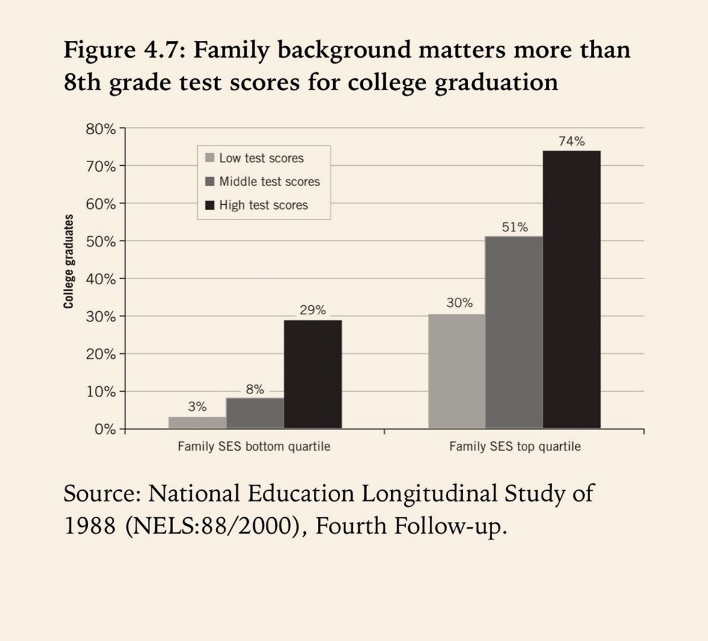 Figure 4.7: Family background matters more than
8th grade test scores for college graduation
College graduates
80%
70%
60%
50%
40%
30%
20%
10%
0%
Low test scores
Middle test scores
High test scores
3%
8%
29%
30%
51%
74%
Family SES bottom quartile
Family SES top quartile
Source: National Education Longitudinal Study of
1988 (NELS:88/2000), Fourth Follow-up.